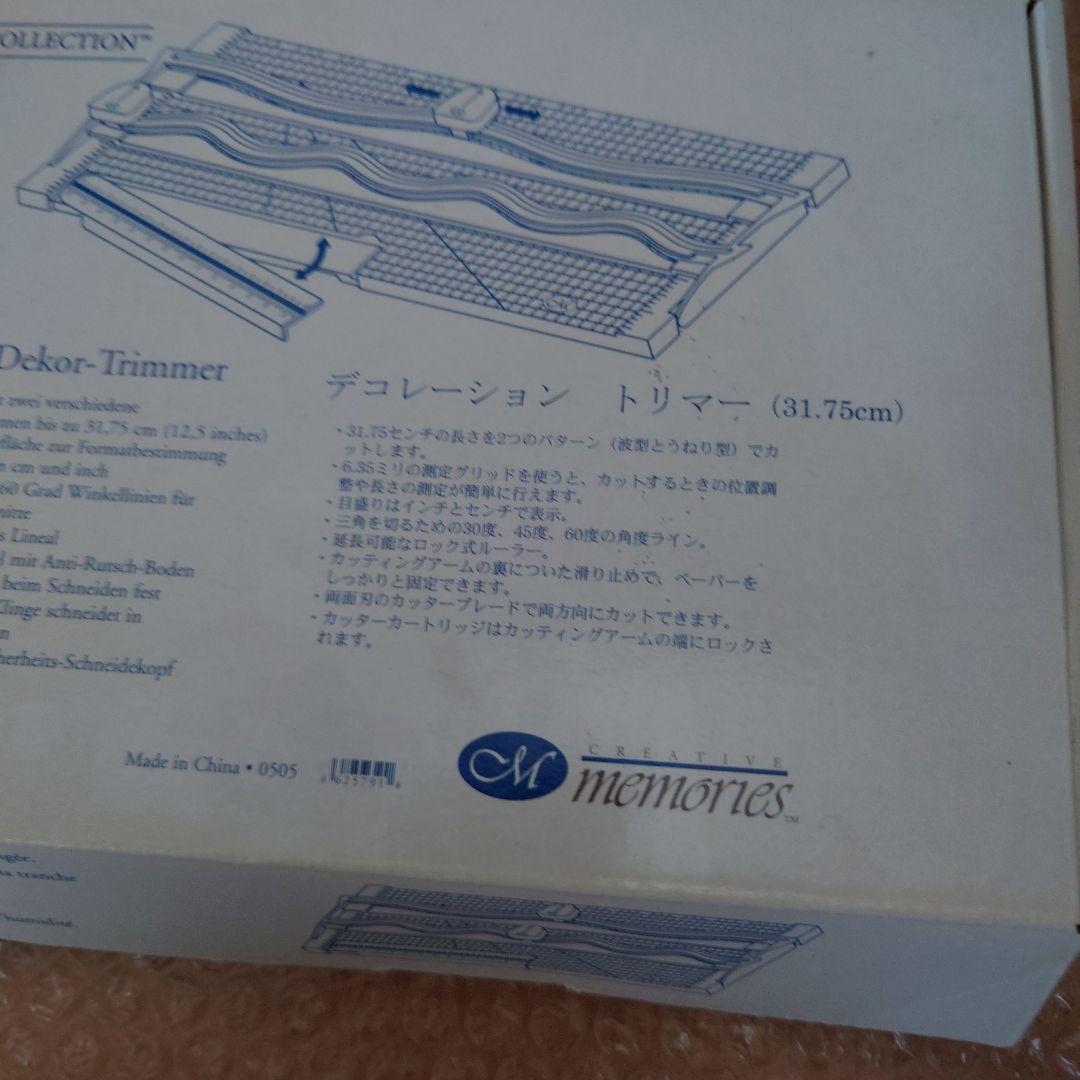 OLLECTION™
Dekor-Trimmer
zwei verschiedene
men bis zu 31,75 cm (12,5 inches)
fläche zur Formatbestimmung
cm und inch
60 Grad Winkellinien für
nitte
s Lineal
mit Anti-Rutsch-Boden
beim Schneiden fest
Klinge schneidet in
n
herheits-Schneidekopf
デコレーション トリマー (31.75cm)
・31.75センチの長さを2つのパターン（波型とうねり型）でカ
ットします。
・6.35ミリの測定グリッドを使うと、カットするときの位置調
整や長さの測定が簡単に行えます。
・目盛りはインチとセンチで表示。
・三角を切るための30度、45度、60度の角度ライン。
・延長可能なロック式ルーラー。
・カッティングアームの裏についた滑り止めで、ペーパーを
しっかりと固定できます。
・両面刃のカッターブレードで両方向にカットできます。
・カッターカートリッジはカッティングアームの端にロックさ
れます。
Made in China • 0505
625791
CM
CREATIVE
memories™
sa tranche
l'humidité.